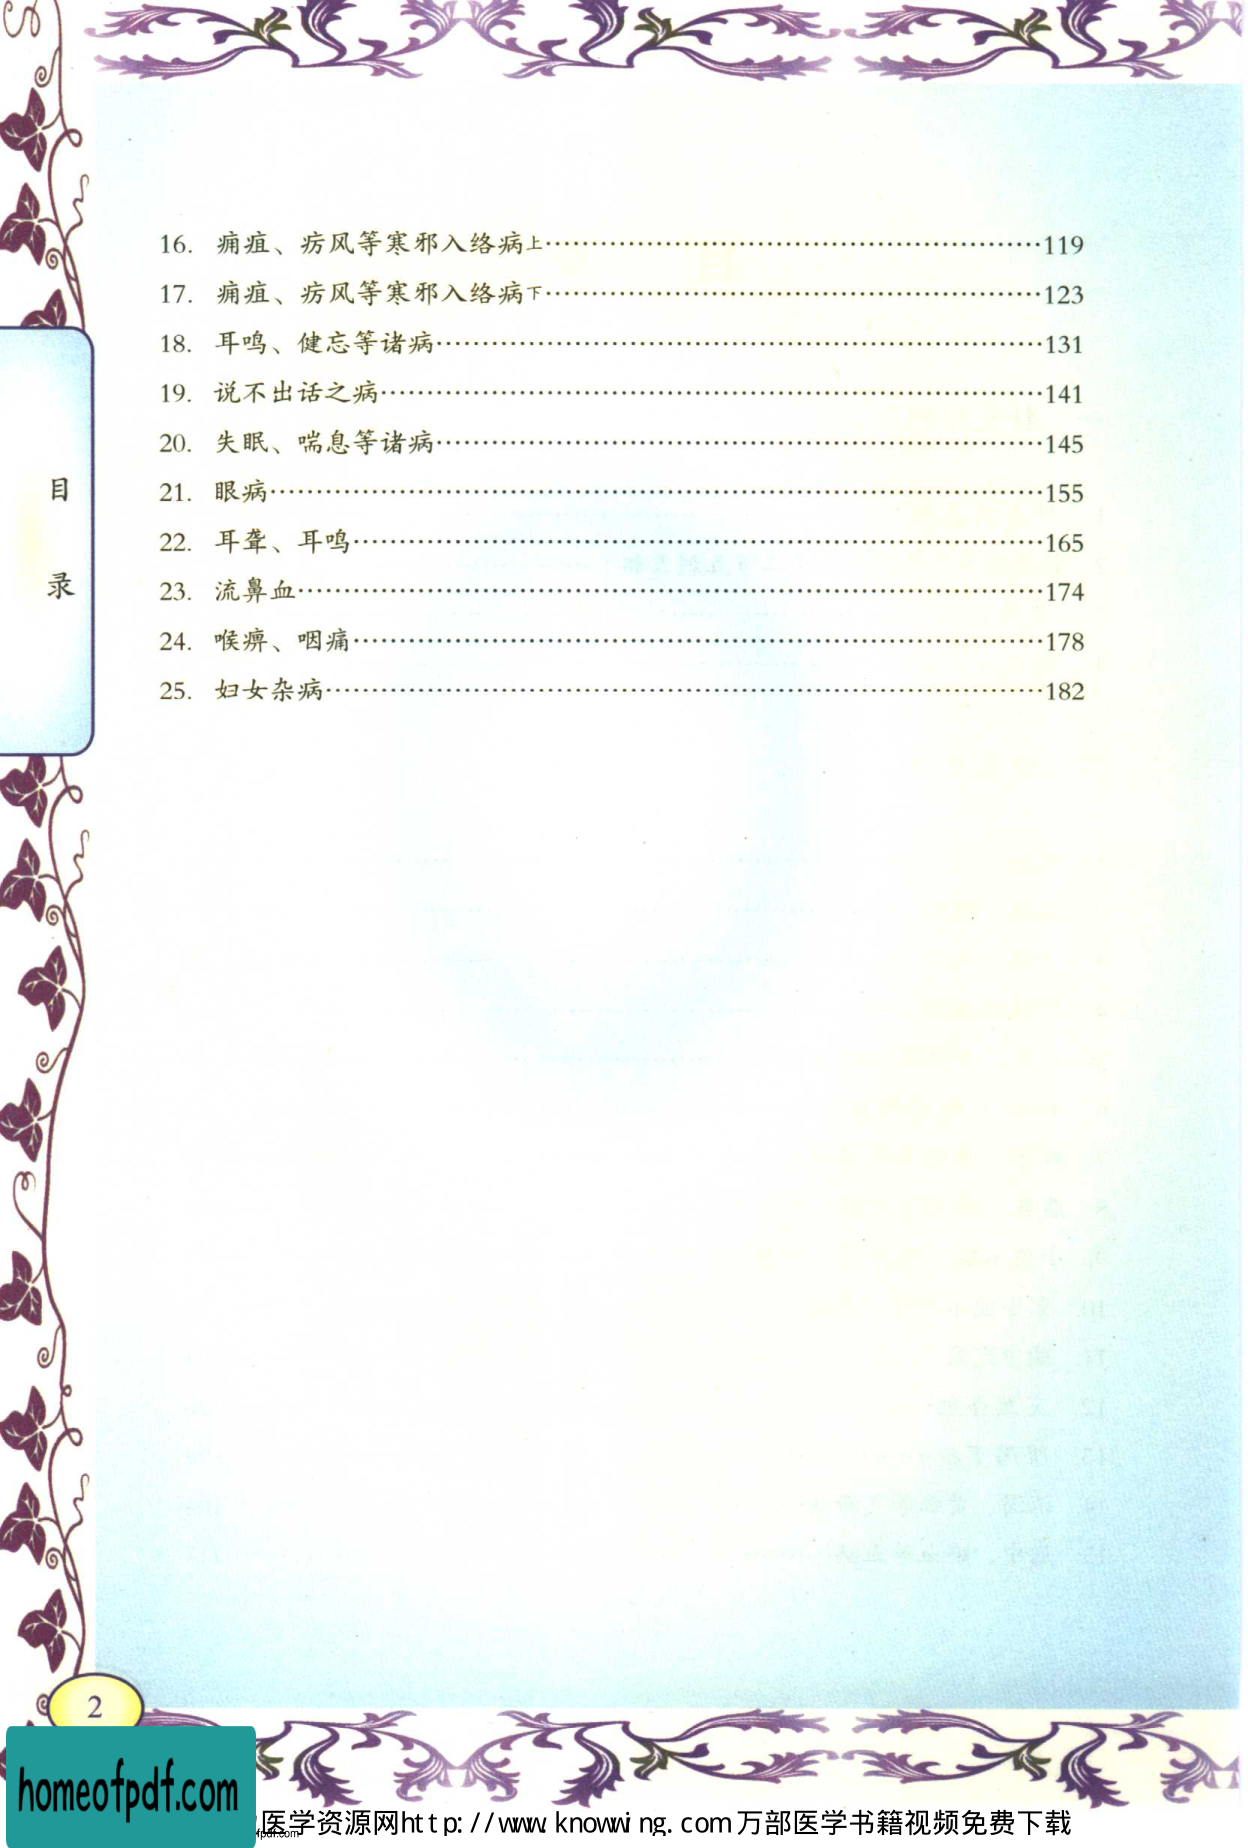 16. 痈疽、疠风等寒邪入络病上……119
17. 痈疽、疠风等寒邪入络病下……123
18. 耳鸣、健忘等诸病……131
19. 说不出话之病……141
20. 失眠、喘息等诸病……145
21. 眼病……155
22. 耳聋、耳鸣……165
23. 流鼻血……174
24. 喉痹、咽痛……178
25. 妇女杂病……182
目录
2
homeofpdf.com
医学资源网http://www.knowwing.com万部医学书籍视频免费下载